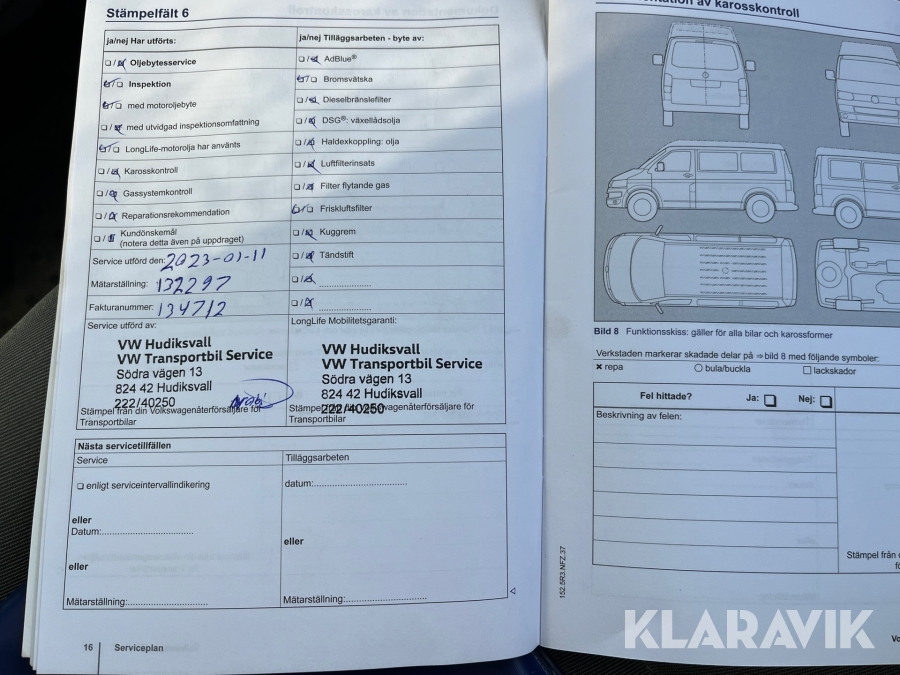 Stämpelfält 6
ja/nej Har utförts:
Oljebytesservice
Inspektion
med motoroljebyte
med utvidgad inspektionsomfattning
LongLife-motorolja har använts
Karosskontroll
Gassystemkontroll
Reparationsrekommendation
Kundönskemål
(notera detta även på uppdraget)
Service utförd den: 2023-01-11
Mätarställning: 132297
Fakturanummer: 134712
Service utförd av:
VW Hudiksvall
VW Transportbil Service
Södra vägen 13
824 42 Hudiksvall
222/40250
Stämpel från din Volkswagenåterförsäljare för
Transportbilar
ja/nej Tilläggsarbeten - byte av:
AdBlue®
Bromsvätska
Dieselbränslefilter
DSG®: växellådsolja
Haldexkoppling: olja
Luftfilterinsats
Filter flytande gas
Friskluftsfilter
Kuggrem
Tändstift
LongLife Mobilitetsgaranti:
VW Hudiksvall
VW Transportbil Service
Södra vägen 13
824 42 Hudiksvall
222/40250
Transportbilar
Nästa servicetillfällen
Service
enligt serviceintervallindikering
eller
Datum:
eller
Mätarställning:
Tilläggsarbeten
datum:
eller
Mätarställning:
16 Serviceplan
av karosskontroll
Bild 8 Funktionsskiss: gäller för alla bilar och karossformer
Verkstaden markerar skadade delar på ⇒ bild 8 med följande symboler:
× repa ○ bula/buckla □ lackskador
Fel hittade? Ja: Nej:
Beskrivning av felen:
Stämpel från
152.5R3.NFZ.37
KLARAVIK